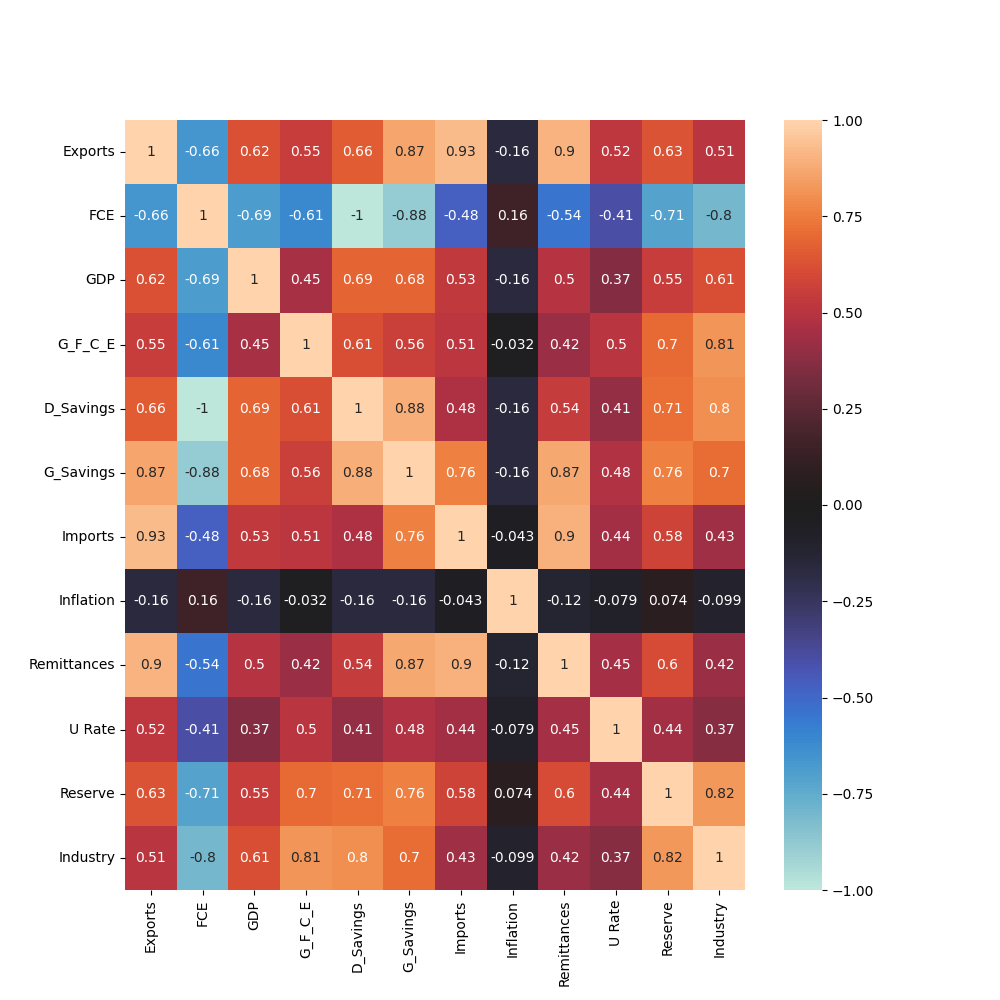 Exports 1 -0.66 0.62 0.55 0.66 0.87 0.93 -0.16 0.9 0.52 0.63 0.51
FCE -0.66 1 -0.69 -0.61 -1 -0.88 -0.48 0.16 -0.54 -0.41 -0.71 -0.8
GDP 0.62 -0.69 1 0.45 0.69 0.68 0.53 -0.16 0.5 0.37 0.55 0.61
G_F_C_E 0.55 -0.61 0.45 1 0.61 0.56 0.51 -0.032 0.42 0.5 0.7 0.81
D_Savings 0.66 -1 0.69 0.61 1 0.88 0.48 -0.16 0.54 0.41 0.71 0.8
G_Savings 0.87 -0.88 0.68 0.56 0.88 1 0.76 -0.16 0.87 0.48 0.76 0.7
Imports 0.93 -0.48 0.53 0.51 0.48 0.76 1 -0.043 0.9 0.44 0.58 0.43
Inflation -0.16 0.16 -0.16 -0.032 -0.16 -0.16 -0.043 1 -0.12 -0.079 0.074 -0.099
Remittances 0.9 -0.54 0.5 0.42 0.54 0.87 0.9 -0.12 1 0.45 0.6 0.42
U Rate 0.52 -0.41 0.37 0.5 0.41 0.48 0.44 -0.079 0.45 1 0.44 0.37
Reserve 0.63 -0.71 0.55 0.7 0.71 0.76 0.58 0.074 0.6 0.44 1 0.82
Industry 0.51 -0.8 0.61 0.81 0.8 0.7 0.43 -0.099 0.42 0.37 0.82 1
Exports FCE GDP G_F_C_E D_Savings G_Savings Imports Inflation Remittances U Rate Reserve Industry
1.00
0.75
0.50
0.25
0.00
−0.25
−0.50
−0.75
−1.00